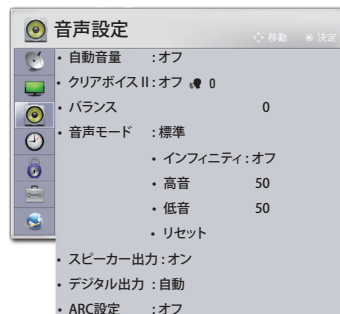 音声設定
移動 決定
• 自動音量 : オフ
• クリアボイス II : オフ 0
• バランス 0
• 音声モード : 標準
• インフィニティ : オフ
• 高音 50
• 低音 50
• リセット
• スピーカー出力 : オン
• デジタル出力 : 自動
• ARC設定 : オフ